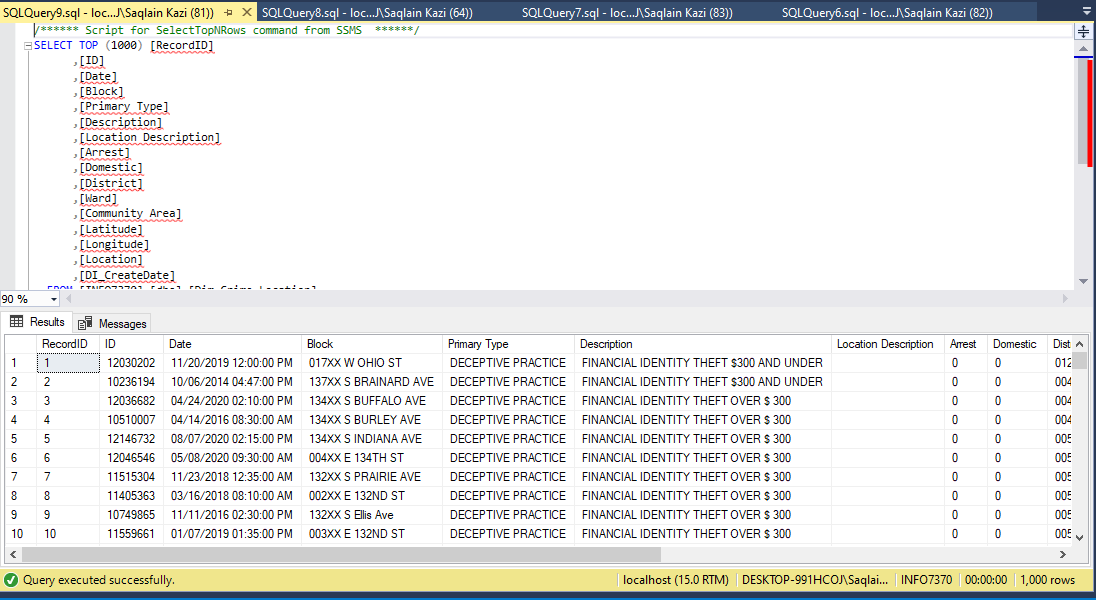 SQLQuery9.sql - loc...J\Saqlain Kazi (81)) SQLQuery8.sql - loc...J\Saqlain Kazi (64)) SQLQuery7.sql - loc...J\Saqlain Kazi (83)) SQLQuery6.sql - loc...J\Saqlain Kazi (82))
/****** Script for SelectTopNRows command from SSMS ******/
SELECT TOP (1000) [RecordID]
,[ID]
,[Date]
,[Block]
,[Primary Type]
,[Description]
,[Location Description]
,[Arrest]
,[Domestic]
,[District]
,[Ward]
,[Community Area]
,[Latitude]
,[Longitude]
,[Location]
,[DI_CreateDate]
FROM [INFO7370].[dbo].[Dim_Crime_Location]
90 %
Results Messages
RecordID ID Date Block Primary Type Description Location Description Arrest Domestic Dist
1 1 12030202 11/20/2019 12:00:00 PM 017XX W OHIO ST DECEPTIVE PRACTICE FINANCIAL IDENTITY THEFT $300 AND UNDER 0 0 012
2 2 10236194 10/06/2014 04:47:00 PM 137XX S BRAINARD AVE DECEPTIVE PRACTICE FINANCIAL IDENTITY THEFT $300 AND UNDER 0 0 004
3 3 12036682 04/24/2020 02:10:00 PM 134XX S BUFFALO AVE DECEPTIVE PRACTICE FINANCIAL IDENTITY THEFT OVER $ 300 0 0 004
4 4 10510007 04/14/2016 08:30:00 AM 134XX S BURLEY AVE DECEPTIVE PRACTICE FINANCIAL IDENTITY THEFT OVER $ 300 0 0 004
5 5 12146732 08/07/2020 02:15:00 PM 134XX S INDIANA AVE DECEPTIVE PRACTICE FINANCIAL IDENTITY THEFT OVER $ 300 0 0 005
6 6 12046546 05/08/2020 09:30:00 AM 004XX E 134TH ST DECEPTIVE PRACTICE FINANCIAL IDENTITY THEFT OVER $ 300 0 0 005
7 7 11515304 11/23/2018 12:35:00 AM 132XX S PRAIRIE AVE DECEPTIVE PRACTICE FINANCIAL IDENTITY THEFT OVER $ 300 0 0 005
8 8 11405363 03/16/2018 08:10:00 AM 002XX E 132ND ST DECEPTIVE PRACTICE FINANCIAL IDENTITY THEFT OVER $ 300 0 0 005
9 9 10749865 11/11/2016 02:30:00 PM 132XX S Ellis Ave DECEPTIVE PRACTICE FINANCIAL IDENTITY THEFT OVER $ 300 0 0 005
10 10 11559661 01/07/2019 01:35:00 PM 003XX E 132ND ST DECEPTIVE PRACTICE FINANCIAL IDENTITY THEFT OVER $ 300 0 0 005
Query executed successfully. localhost (15.0 RTM) DESKTOP-991HCOJ\Saqlai... INFO7370 00:00:00 1,000 rows